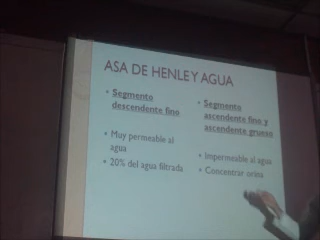 ASA DE HENLE Y AGUA
• Segmento
descendente fino
• Muy permeable al
agua
• 20% del agua filtrada
• Segmento
ascendente fino y
ascendente grueso
• Impermeable al agua
• Concentrar orina